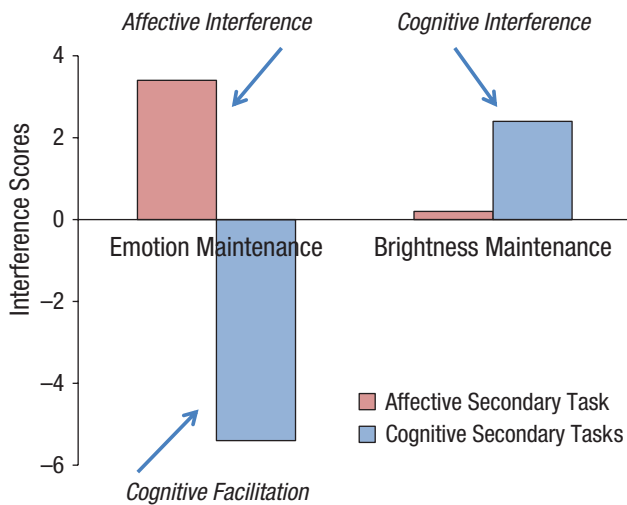 Affective Interference
Cognitive Interference
4
2
0
–2
–4
–6
Interference Scores
Emotion Maintenance
Brightness Maintenance
Affective Secondary Task
Cognitive Secondary Tasks
Cognitive Facilitation